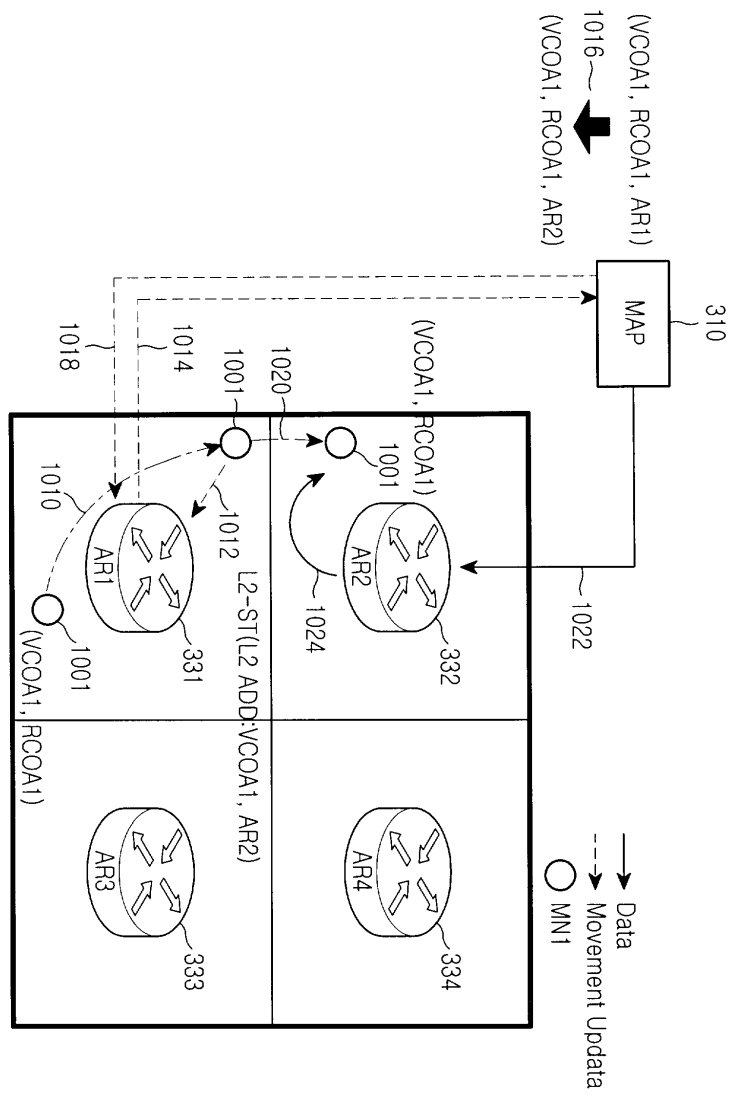 (VCOA1, RCOA1, AR1)
1016
(VCOA1, RCOA1, AR2)
310
MAP
1018
1014
1022
Data
Movement Updata
MN1
(VCOA1, RCOA1)
1001
1020
1001
1024
AR2
332
AR4
334
1010
1012
L2-ST(L2 ADD:VCOA1, AR2)
AR1
331
1001
(VCOA1, RCOA1)
AR3
333